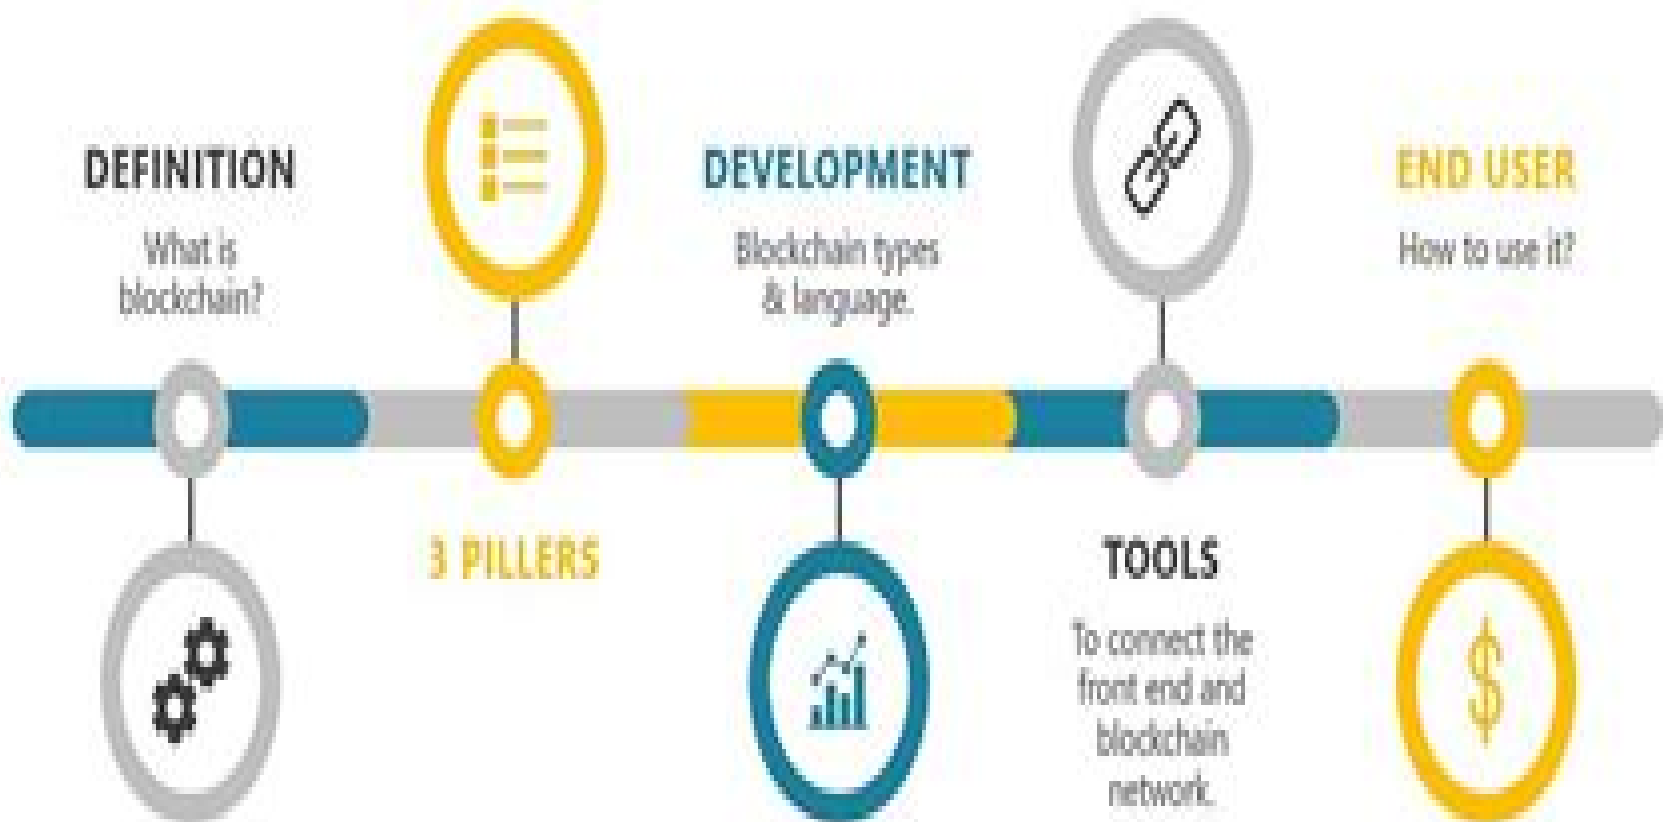 DEFINITION
What is
blockchain?
3 PILLERS
DEVELOPMENT
Blockchain types
& language.
TOOLS
To connect the
front end and
blockchain
network.
END USER
How to use it?